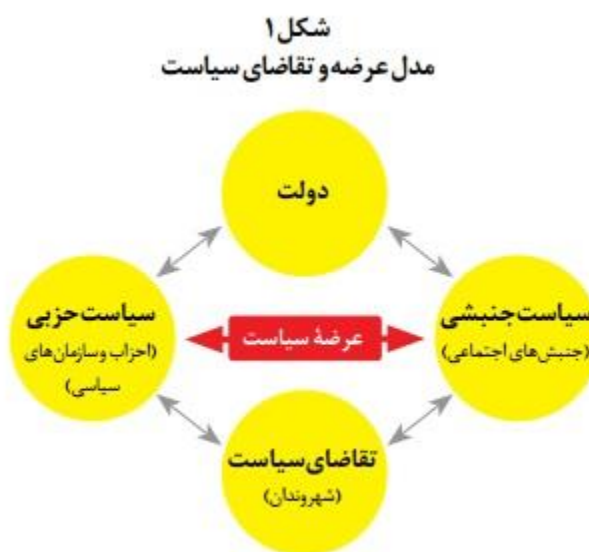 شکل ۱
مدل عرضه و تقاضای سیاست
دولت
سیاست جنبشی
(جنبش‌های اجتماعی)
عرضهٔ سیاست
سیاست حزبی
(احزاب و سازمان‌های
سیاسی)
تقاضای سیاست
(شهروندان)